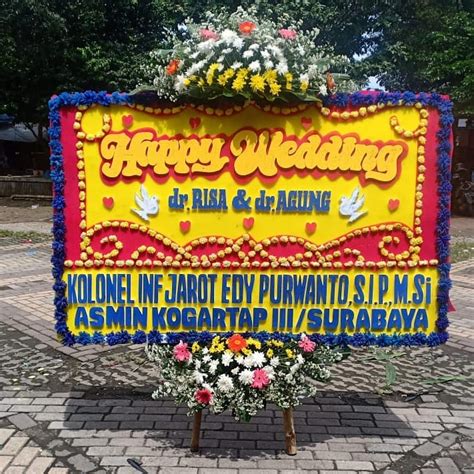 Happy Wedding
dr. RISA & dr. AGUNG
KOLONEL INF JAROT EDY PURWANTO, S.I.P., M.Si
ASMIN KOGARTAP III/SURABAYA